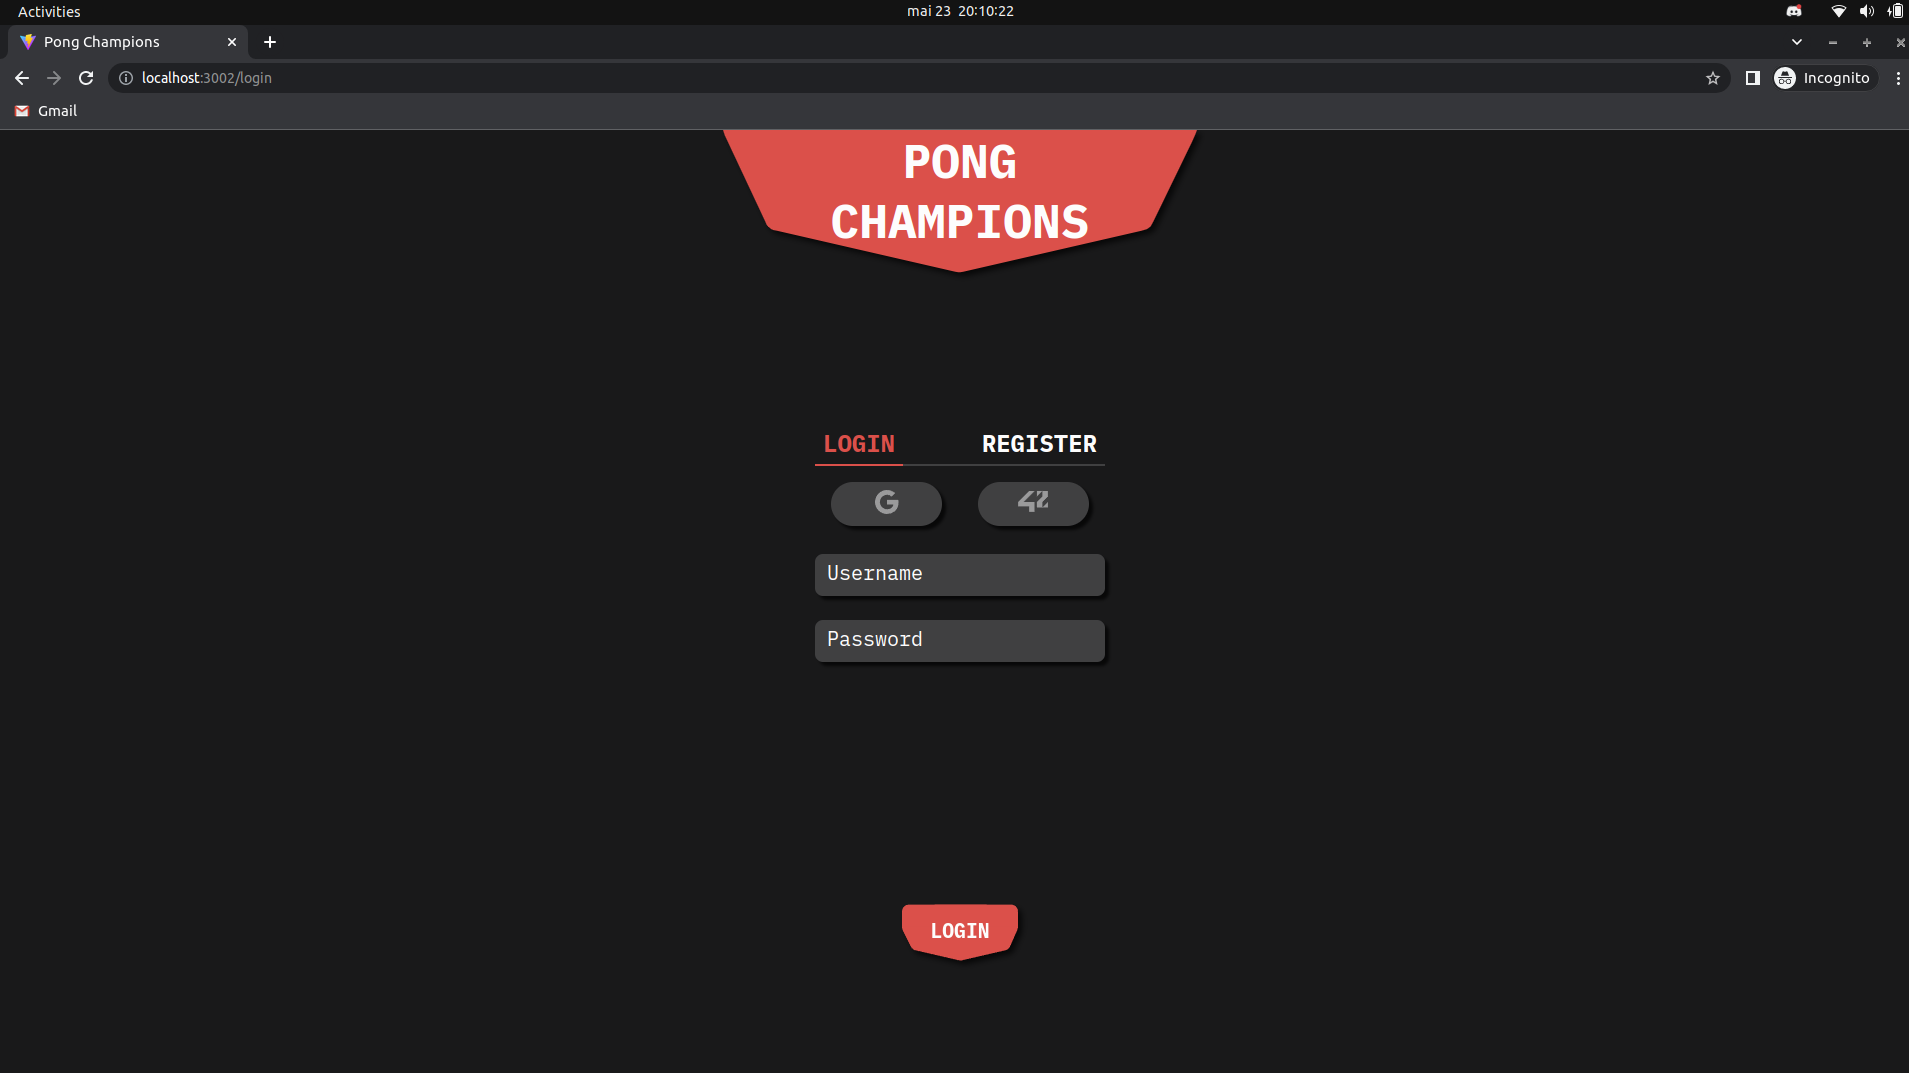 Activities
mai 23 20:10:22
Pong Champions
localhost:3002/login
Incognito
Gmail
PONG
CHAMPIONS
LOGIN REGISTER
G 42
Username
Password
LOGIN